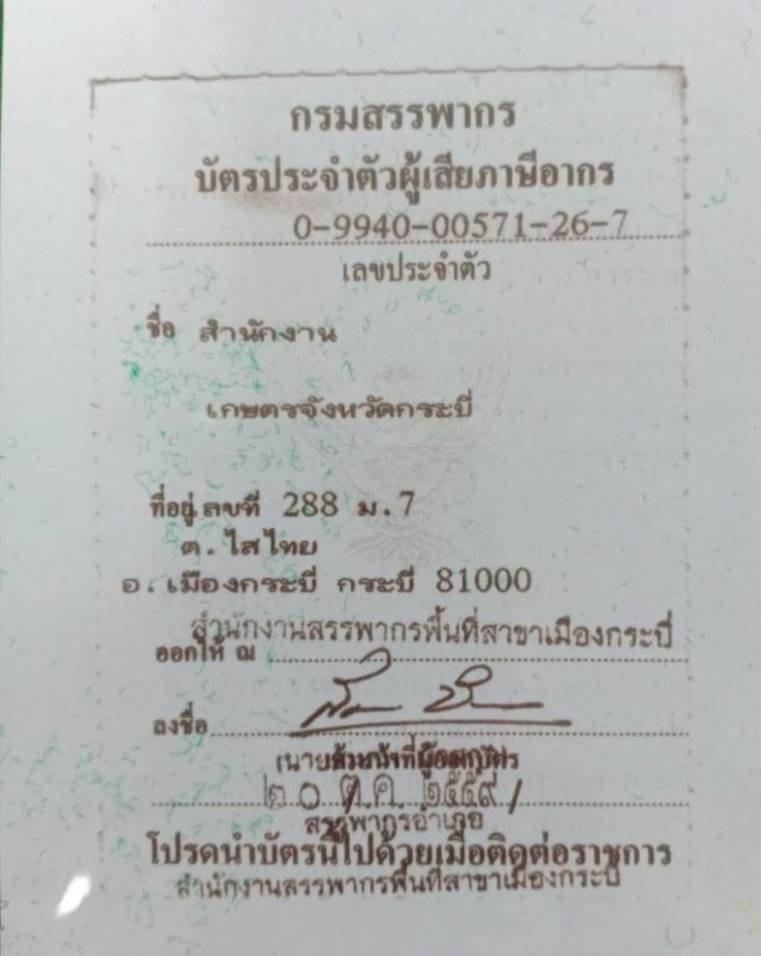 กรมสรรพากร
บัตรประจำตัวผู้เสียภาษีอากร
0-9940-00571-26-7
เลขประจำตัว
ชื่อ สำนักงาน
เกษตรจังหวัดกระบี่
ที่อยู่ เลขที่ 288 ม.7
ต.ไสไทย
อ.เมืองกระบี่ กระบี่ 81000
สำนักงานสรรพากรพื้นที่สาขาเมืองกระบี่
ออกให้ ณ
ลงชื่อ
(นาย
๒๐ ต.ค. ๒๕๕๙
สรรพากรอำเภอ
โปรดนำบัตรนี้ไปด้วยเมื่อติดต่อราชการ
สำนักงานสรรพากรพื้นที่สาขาเมืองกระบี่